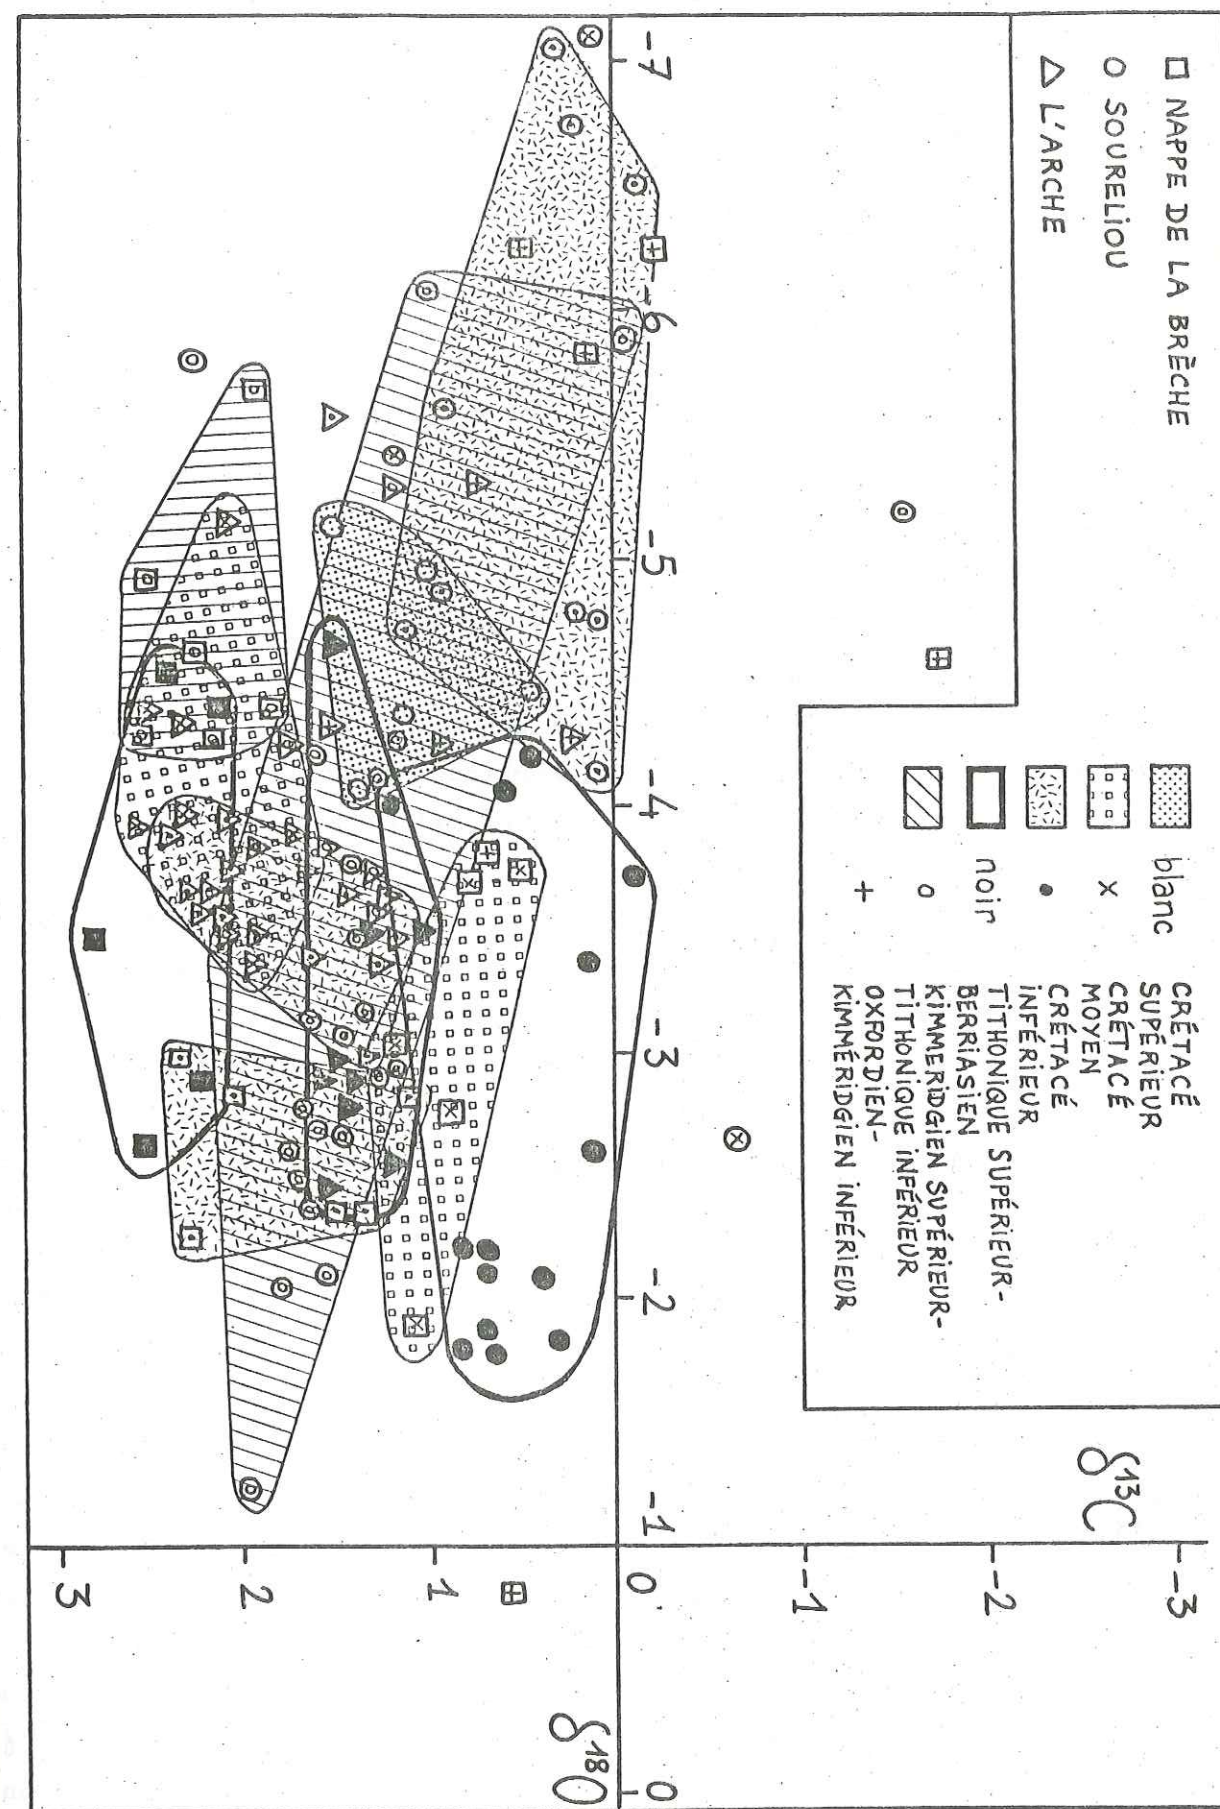 □ NAPPE DE LA BRÈCHE
O SOURELIOU
△ L'ARCHE
blanc CRÉTACÉ
SUPÉRIEUR
x CRÉTACÉ
MOYEN
• CRÉTACÉ
INFÉRIEUR
noir TITHONIQUE SUPÉRIEUR-
BERRIASIEN
o KIMMERIDGIEN SUPÉRIEUR-
TITHONIQUE INFÉRIEUR
+ OXFORDIEN-
KIMMÉRIDGIEN INFÉRIEUR
δ13C
-3
-2
-1
0
1
2
3
-7
-6
-5
-4
-3
-2
-1
0
δ18O